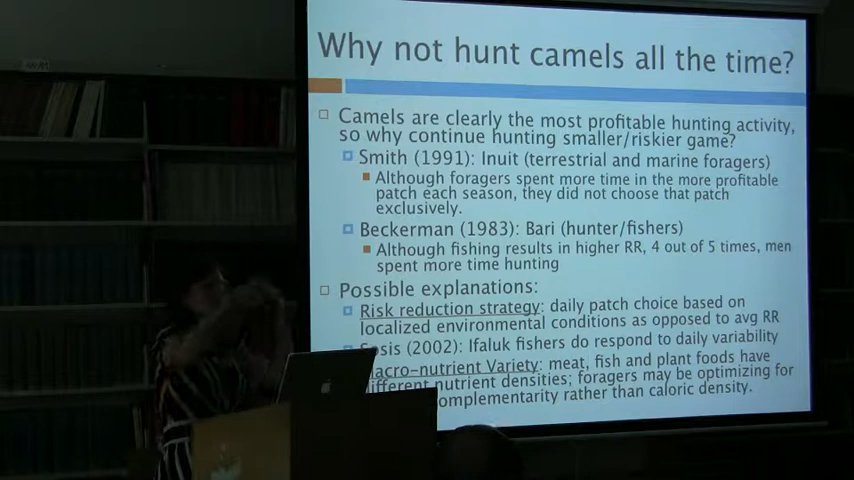 Why not hunt camels all the time?
Camels are clearly the most profitable hunting activity,
so why continue hunting smaller/riskier game?
Smith (1991): Inuit (terrestrial and marine foragers)
Although foragers spent more time in the more profitable
patch each season, they did not choose that patch
exclusively.
Beckerman (1983): Bari (hunter/fishers)
Although fishing results in higher RR, 4 out of 5 times, men
spent more time hunting
Possible explanations:
Risk reduction strategy: daily patch choice based on
localized environmental conditions as opposed to avg RR
Sosis (2002): Ifaluk fishers do respond to daily variability
acro-nutrient Variety: meat, fish and plant foods have
different nutrient densities; foragers may be optimizing for
omplementarity rather than caloric density.